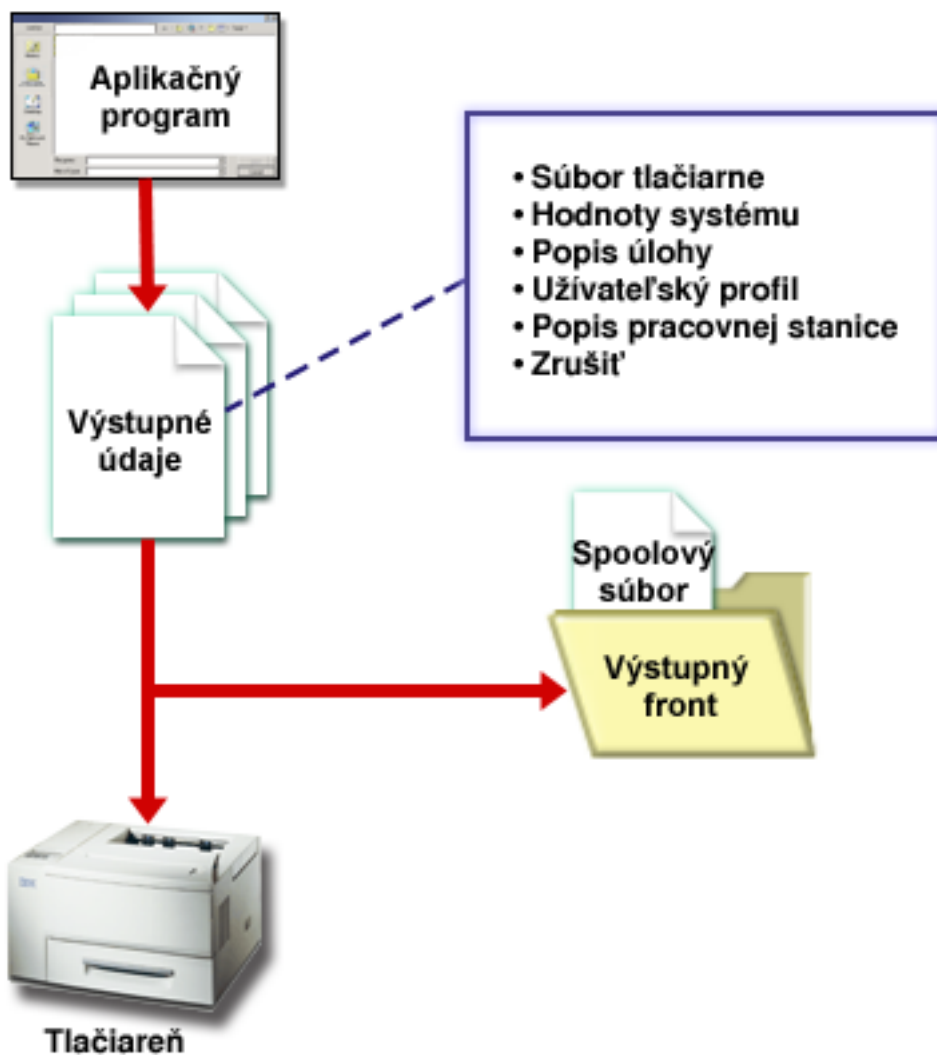 Aplikačný
program
• Súbor tlačiarne
• Hodnoty systému
• Popis úlohy
• Užívateľský profil
• Popis pracovnej stanice
• Zrušiť
Výstupné
údaje
Spoolový
súbor
Výstupný
front
IBM
Tlačiareň